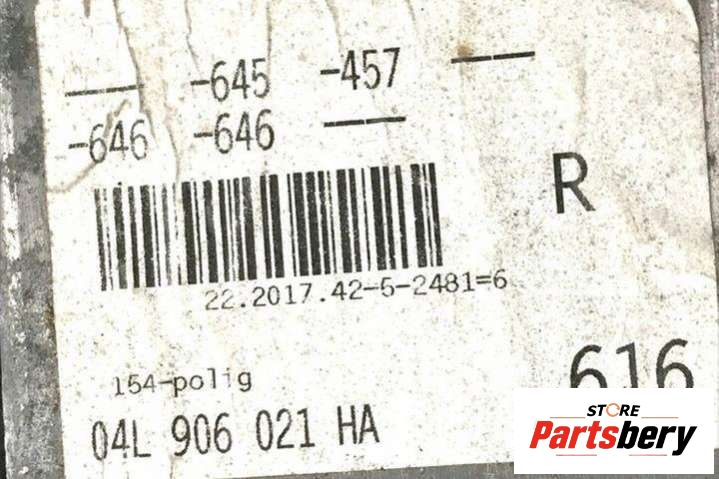 ---- -645 -457 ----
-646 -646 ----
R
22.2017.42-5-2481=6
154-polig
616
04L 906 021 HA
STORE
Partsbery